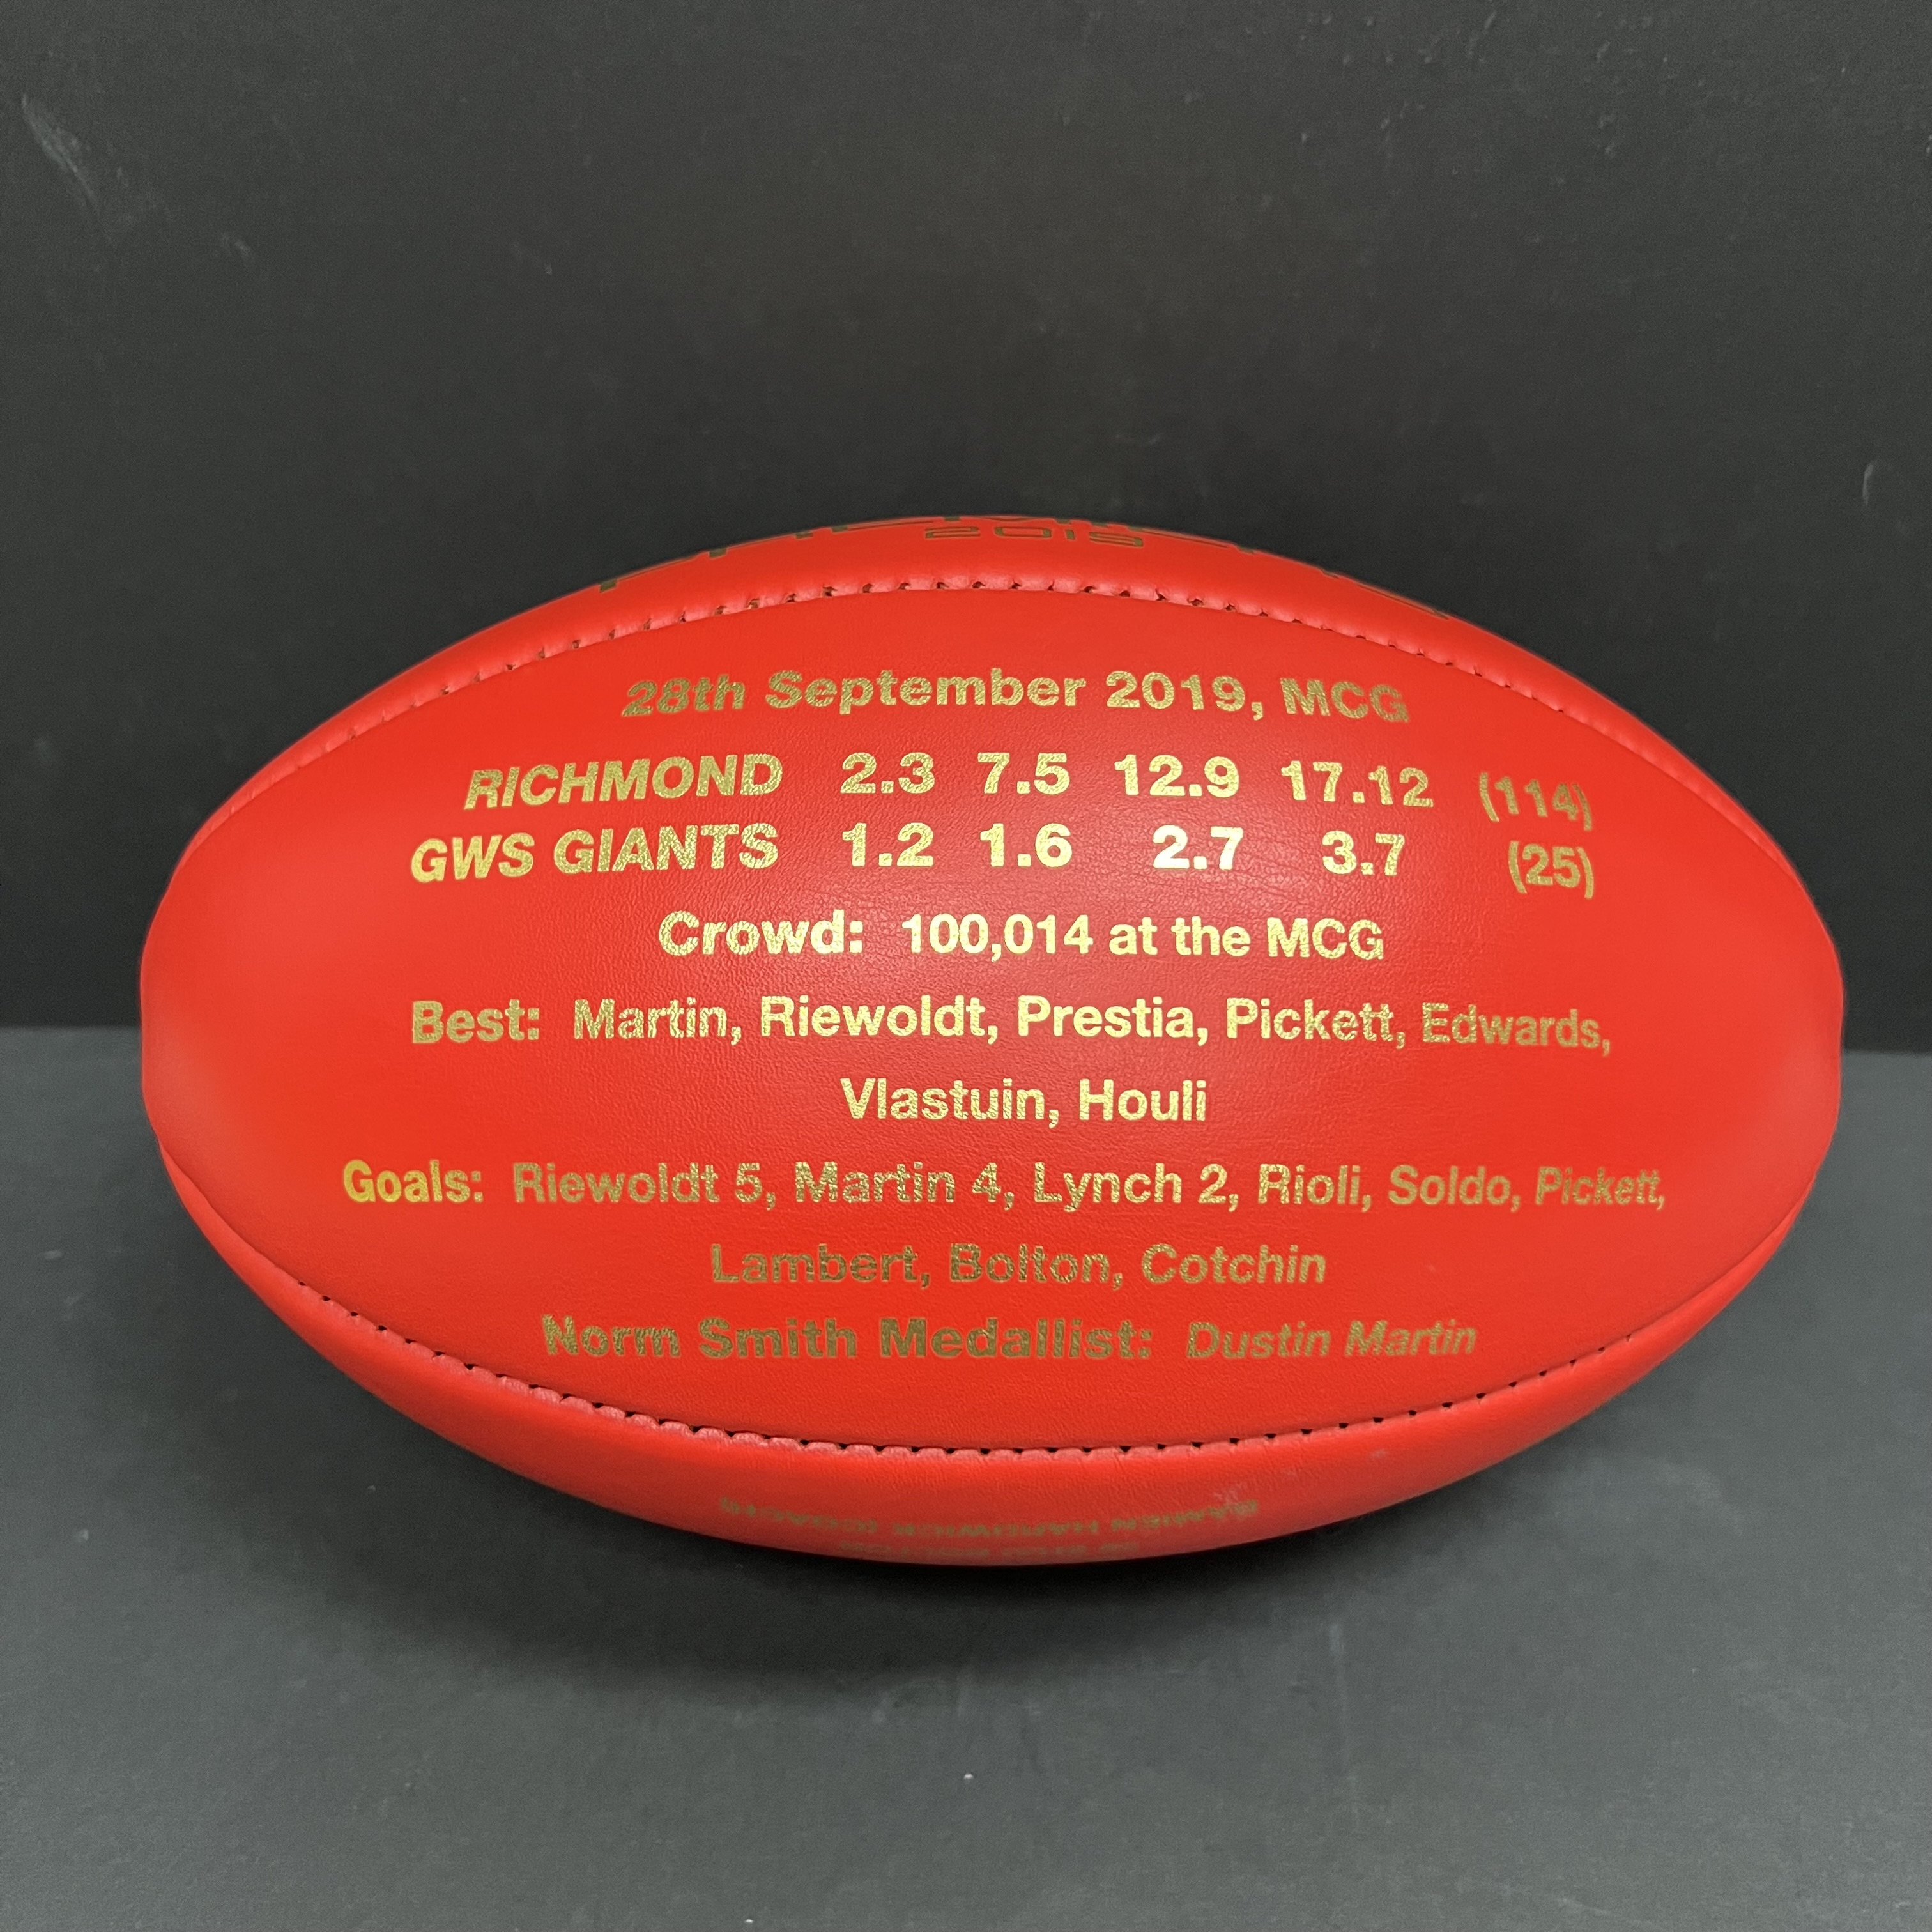 2019
28th September 2019, MCG
RICHMOND 2.3 7.5 12.9 17.12 (114)
GWS GIANTS 1.2 1.6 2.7 3.7 (25)
Crowd: 100,014 at the MCG
Best: Martin, Riewoldt, Prestia, Pickett, Edwards,
Vlastuin, Houli
Goals: Riewoldt 5, Martin 4, Lynch 2, Rioli, Soldo, Pickett,
Lambert, Bolton, Cotchin
Norm Smith Medallist: Dustin Martin